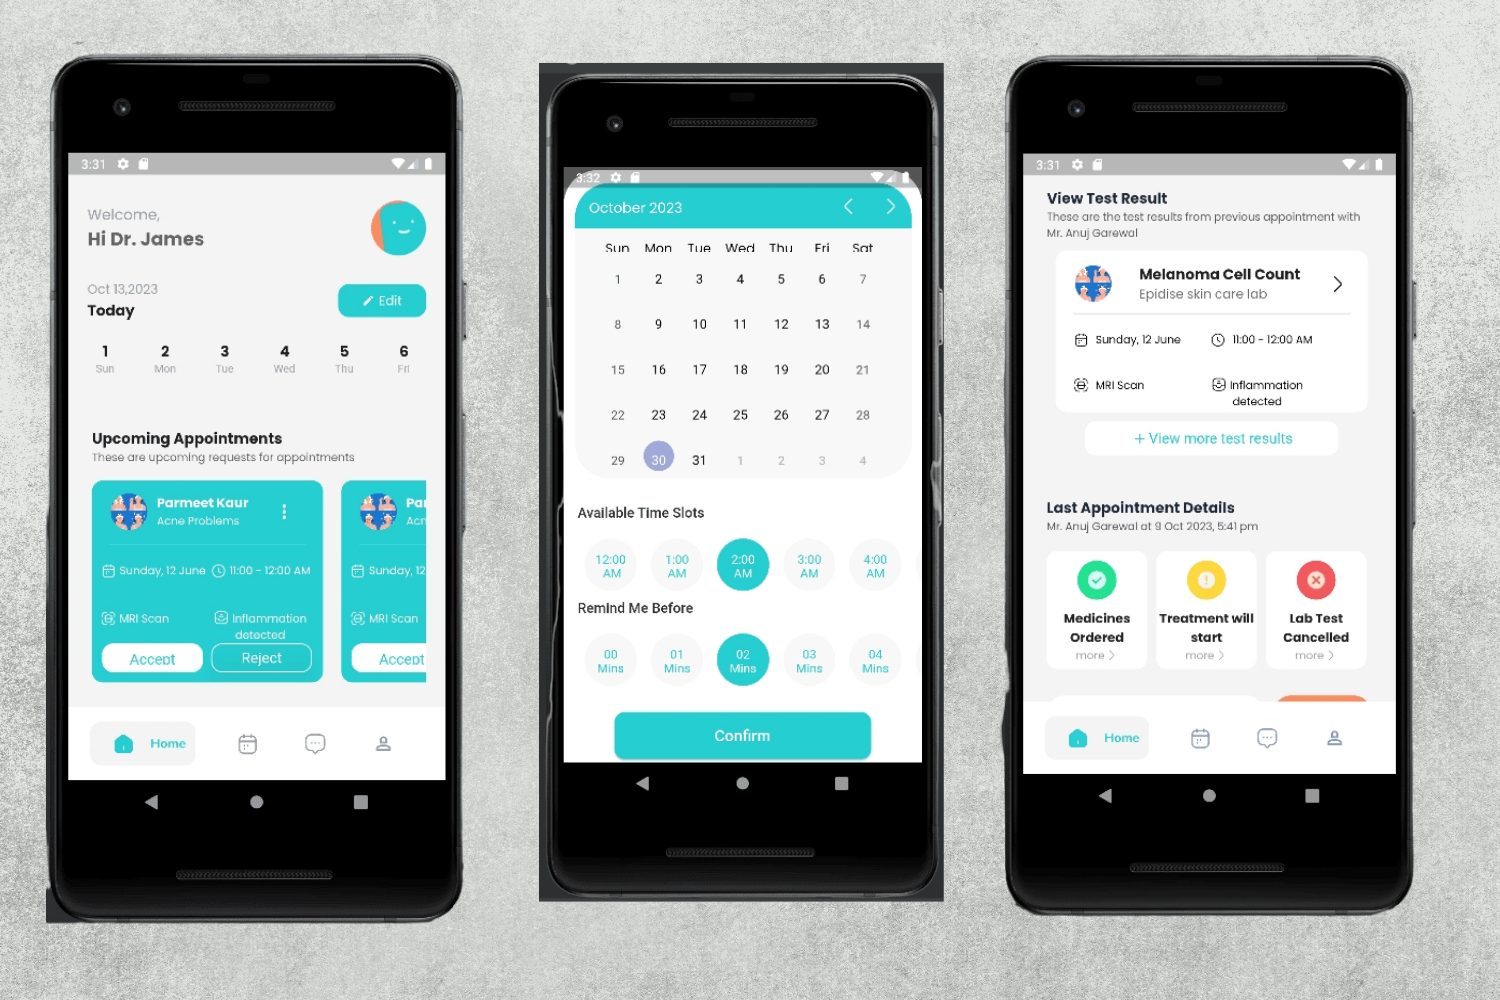 3:31
Welcome,
Hi Dr. James
Oct 13,2023
Today
Edit
1 2 3 4 5 6
Sun Mon Tue Wed Thu Fri
Upcoming Appointments
These are upcoming requests for appointments
Parmeet Kaur
Acne Problems
Sunday, 12 June 11:00 - 12:00 AM
MRI Scan Inflammation
detected
Accept Reject
Par
Acn
Sunday, 12
MRI Scan
Accept
Home
3:32
October 2023
Sun Mon Tue Wed Thu Fri Sat
1 2 3 4 5 6 7
8 9 10 11 12 13 14
15 16 17 18 19 20 21
22 23 24 25 26 27 28
29 30 31 1 2 3 4
Available Time Slots
12:00 1:00 2:00 3:00 4:00
AM AM AM AM AM
Remind Me Before
00 01 02 03 04
Mins Mins Mins Mins Mins
Confirm
3:31
View Test Result
These are the test results from previous appointment with
Mr. Anuj Garewal
Melanoma Cell Count
Epidise skin care lab
Sunday, 12 June 11:00 - 12:00 AM
MRI Scan Inflammation
detected
+ View more test results
Last Appointment Details
Mr. Anuj Garewal at 9 Oct 2023, 5:41 pm
Medicines Treatment will Lab Test
Ordered start Cancelled
more > more > more >
Home